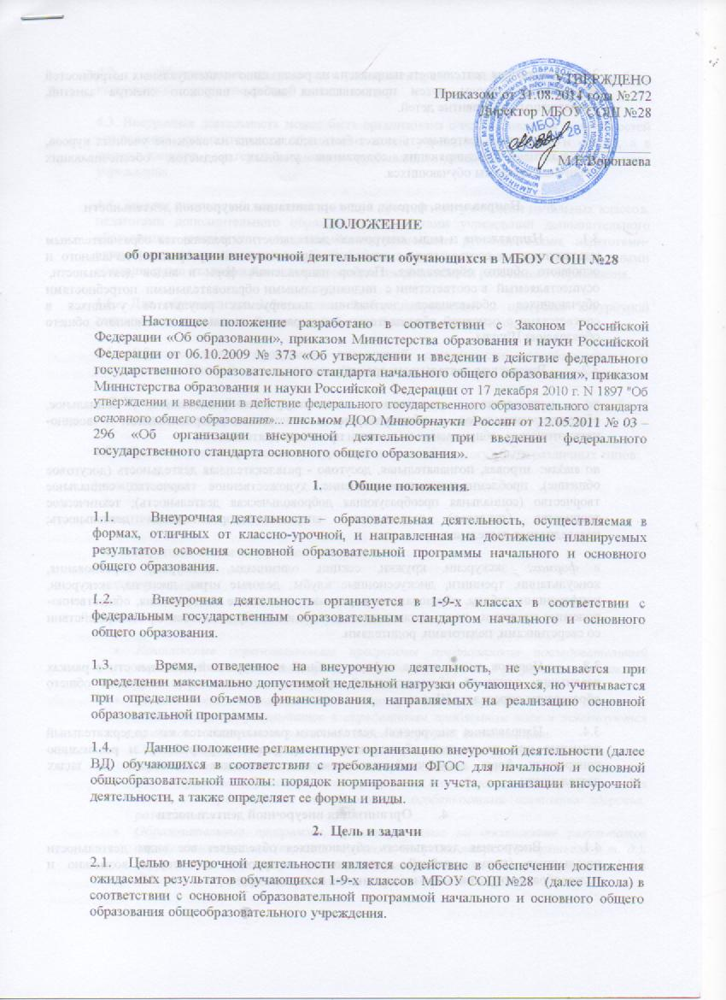 УТВЕРЖДЕНО
Приказом от 31.08.2014 года №272
Директор МБОУ СОШ №28
МБОУ
28
М.Е.Воропаева
ПОЛОЖЕНИЕ
об организации внеурочной деятельности обучающихся в МБОУ СОШ №28
Настоящее положение разработано в соответствии с Законом Российской
Федерации «Об образовании», приказом Министерства образования и науки Российской
Федерации от 06.10.2009 № 373 «Об утверждении и введении в действие федерального
государственного образовательного стандарта начального общего образования», приказом
Министерства образования и науки Российской Федерации от 17 декабря 2010 г. N 1897 "Об
утверждении и введении в действие федерального государственного образовательного стандарта
основного общего образования»... письмом ДОО Минобрнауки России от 12.05.2011 № 03 –
296 «Об организации внеурочной деятельности при введении федерального
государственного стандарта основного общего образования».
1. Общие положения.
1.1. Внеурочная деятельность – образовательная деятельность, осуществляемая в
формах, отличных от классно-урочной, и направленная на достижение планируемых
результатов освоения основной образовательной программы начального и основного
общего образования.
1.2. Внеурочная деятельность организуется в 1-9-х классах в соответствии с
федеральным государственным образовательным стандартом начального и основного
общего образования.
1.3. Время, отведенное на внеурочную деятельность, не учитывается при
определении максимально допустимой недельной нагрузки обучающихся, но учитывается
при определении объемов финансирования, направляемых на реализацию основной
образовательной программы.
1.4. Данное положение регламентирует организацию внеурочной деятельности (далее
ВД) обучающихся в соответствии с требованиями ФГОС для начальной и основной
общеобразовательной школы: порядок нормирования и учета, организации внеурочной
деятельности, а также определяет ее формы и виды.
2. Цель и задачи
2.1. Целью внеурочной деятельности является содействие в обеспечении достижения
ожидаемых результатов обучающихся 1-9-х классов МБОУ СОШ №28 (далее Школа) в
соответствии с основной образовательной программой начального и основного общего
образования общеобразовательного учреждения.